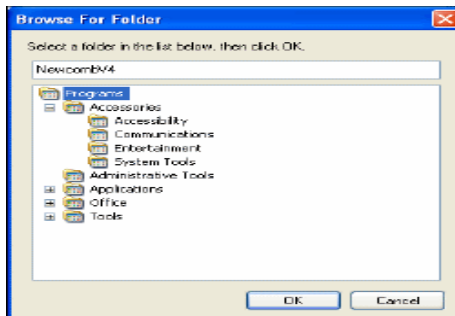 Browse For Folder
Select a folder in the list below, then click OK.
NewcombV4
Programs
Accessories
Accessibility
Communications
Entertainment
System Tools
Administrative Tools
Applications
Office
Tools
OK
Cancel